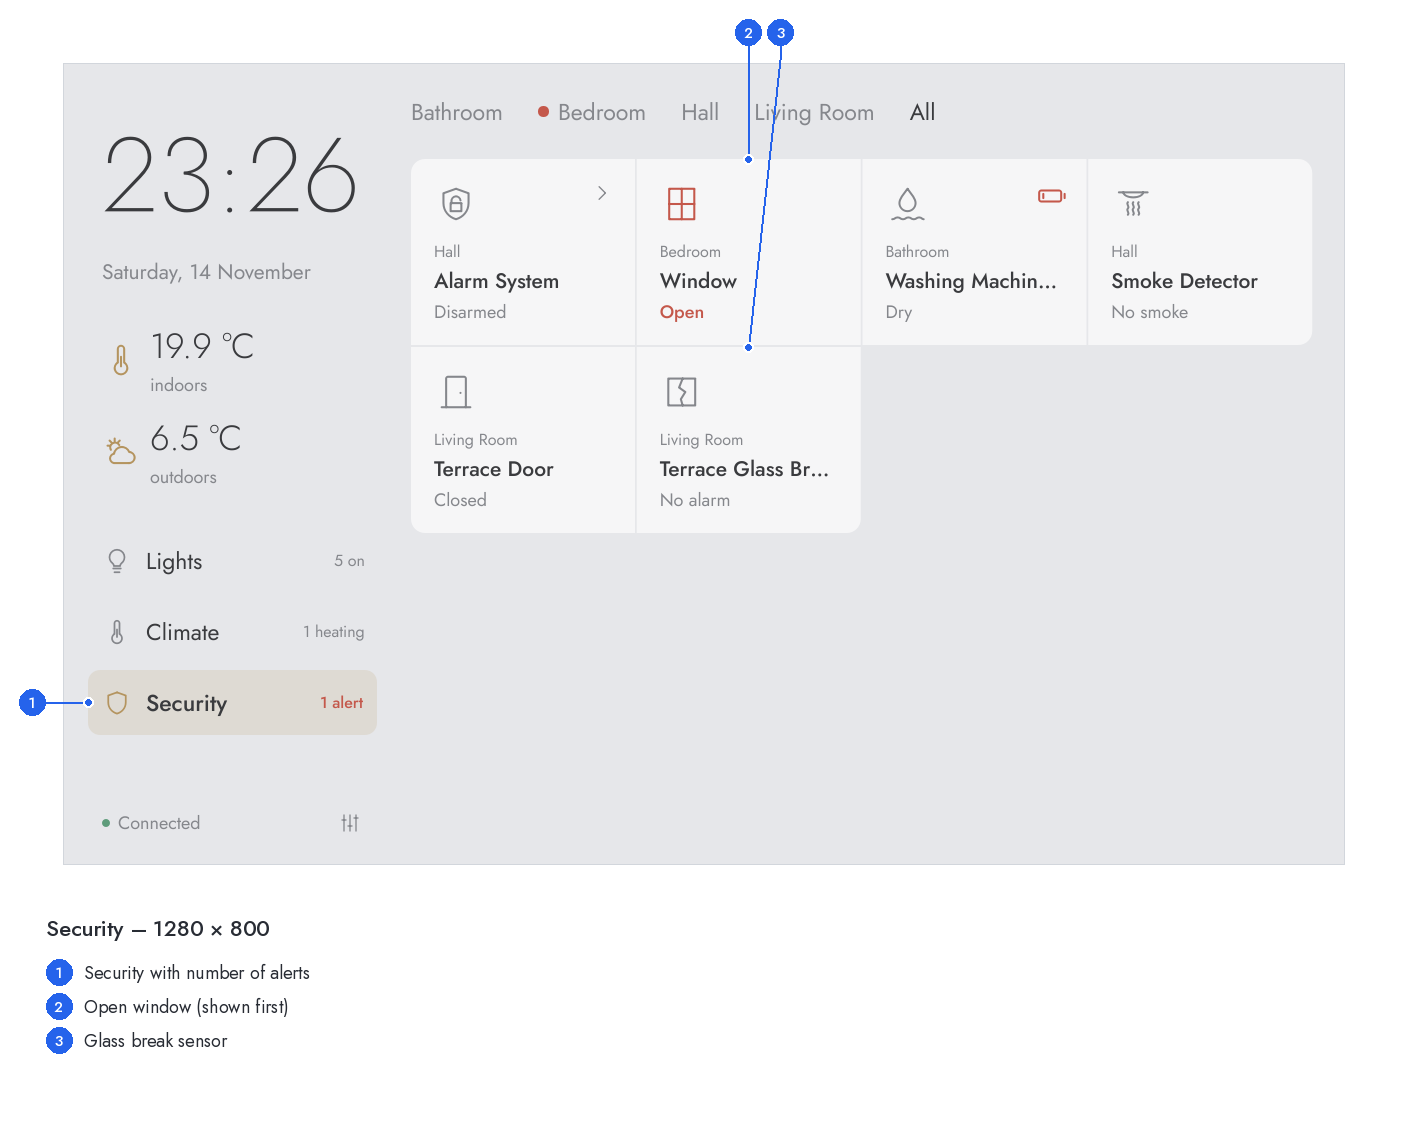 2 3
Bathroom Bedroom Hall Living Room All
23:26
Saturday, 14 November
19.9 °C
indoors
6.5 °C
outdoors
Lights 5 on
Climate 1 heating
1 Security 1 alert
Connected
Hall
Alarm System
Disarmed
Bedroom
Window
Open
Bathroom
Washing Machin...
Dry
Hall
Smoke Detector
No smoke
Living Room
Terrace Door
Closed
Living Room
Terrace Glass Br...
No alarm
Security – 1280 × 800
1 Security with number of alerts
2 Open window (shown first)
3 Glass break sensor